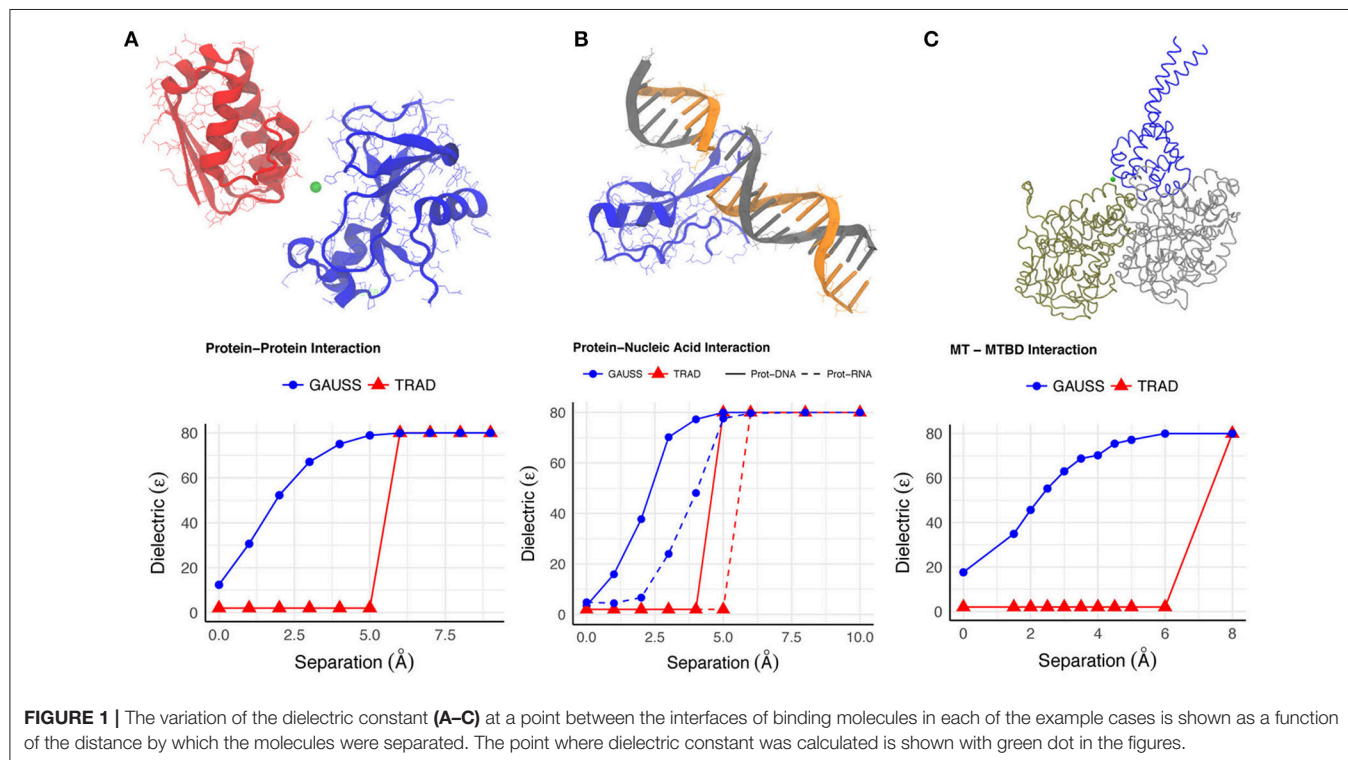 A
B
C
Protein–Protein Interaction
GAUSS TRAD
Dielectric (ε)
80
60
40
20
0
0.0 2.5 5.0 7.5
Separation (Å)
Protein–Nucleic Acid Interaction
GAUSS TRAD Prot–DNA Prot–RNA
Dielectric (ε)
80
60
40
20
0
0.0 2.5 5.0 7.5 10.0
Separation (Å)
MT – MTBD Interaction
GAUSS TRAD
Dielectric (ε)
80
60
40
20
0
0 2 4 6 8
Separation (Å)
FIGURE 1 | The variation of the dielectric constant (A–C) at a point between the interfaces of binding molecules in each of the example cases is shown as a function
of the distance by which the molecules were separated. The point where dielectric constant was calculated is shown with green dot in the figures.